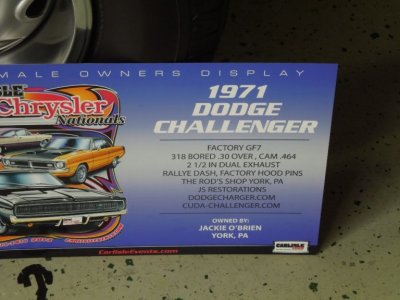 MALE OWNERS DISPLAY
1971
DODGE
CHALLENGER
Chrysler
Nationals
FACTORY GF7
318 BORED .30 OVER , CAM .464
2 1/2 IN DUAL EXHAUST
RALLYE DASH, FACTORY HOOD PINS
THE ROD'S SHOP YORK, PA
JS RESTORATIONS
DODGECHARGER.COM
CUDA-CHALLENGER.COM
OWNED BY:
JACKIE O'BRIEN
YORK, PA
CARLISLE
CarlisleEvents.com